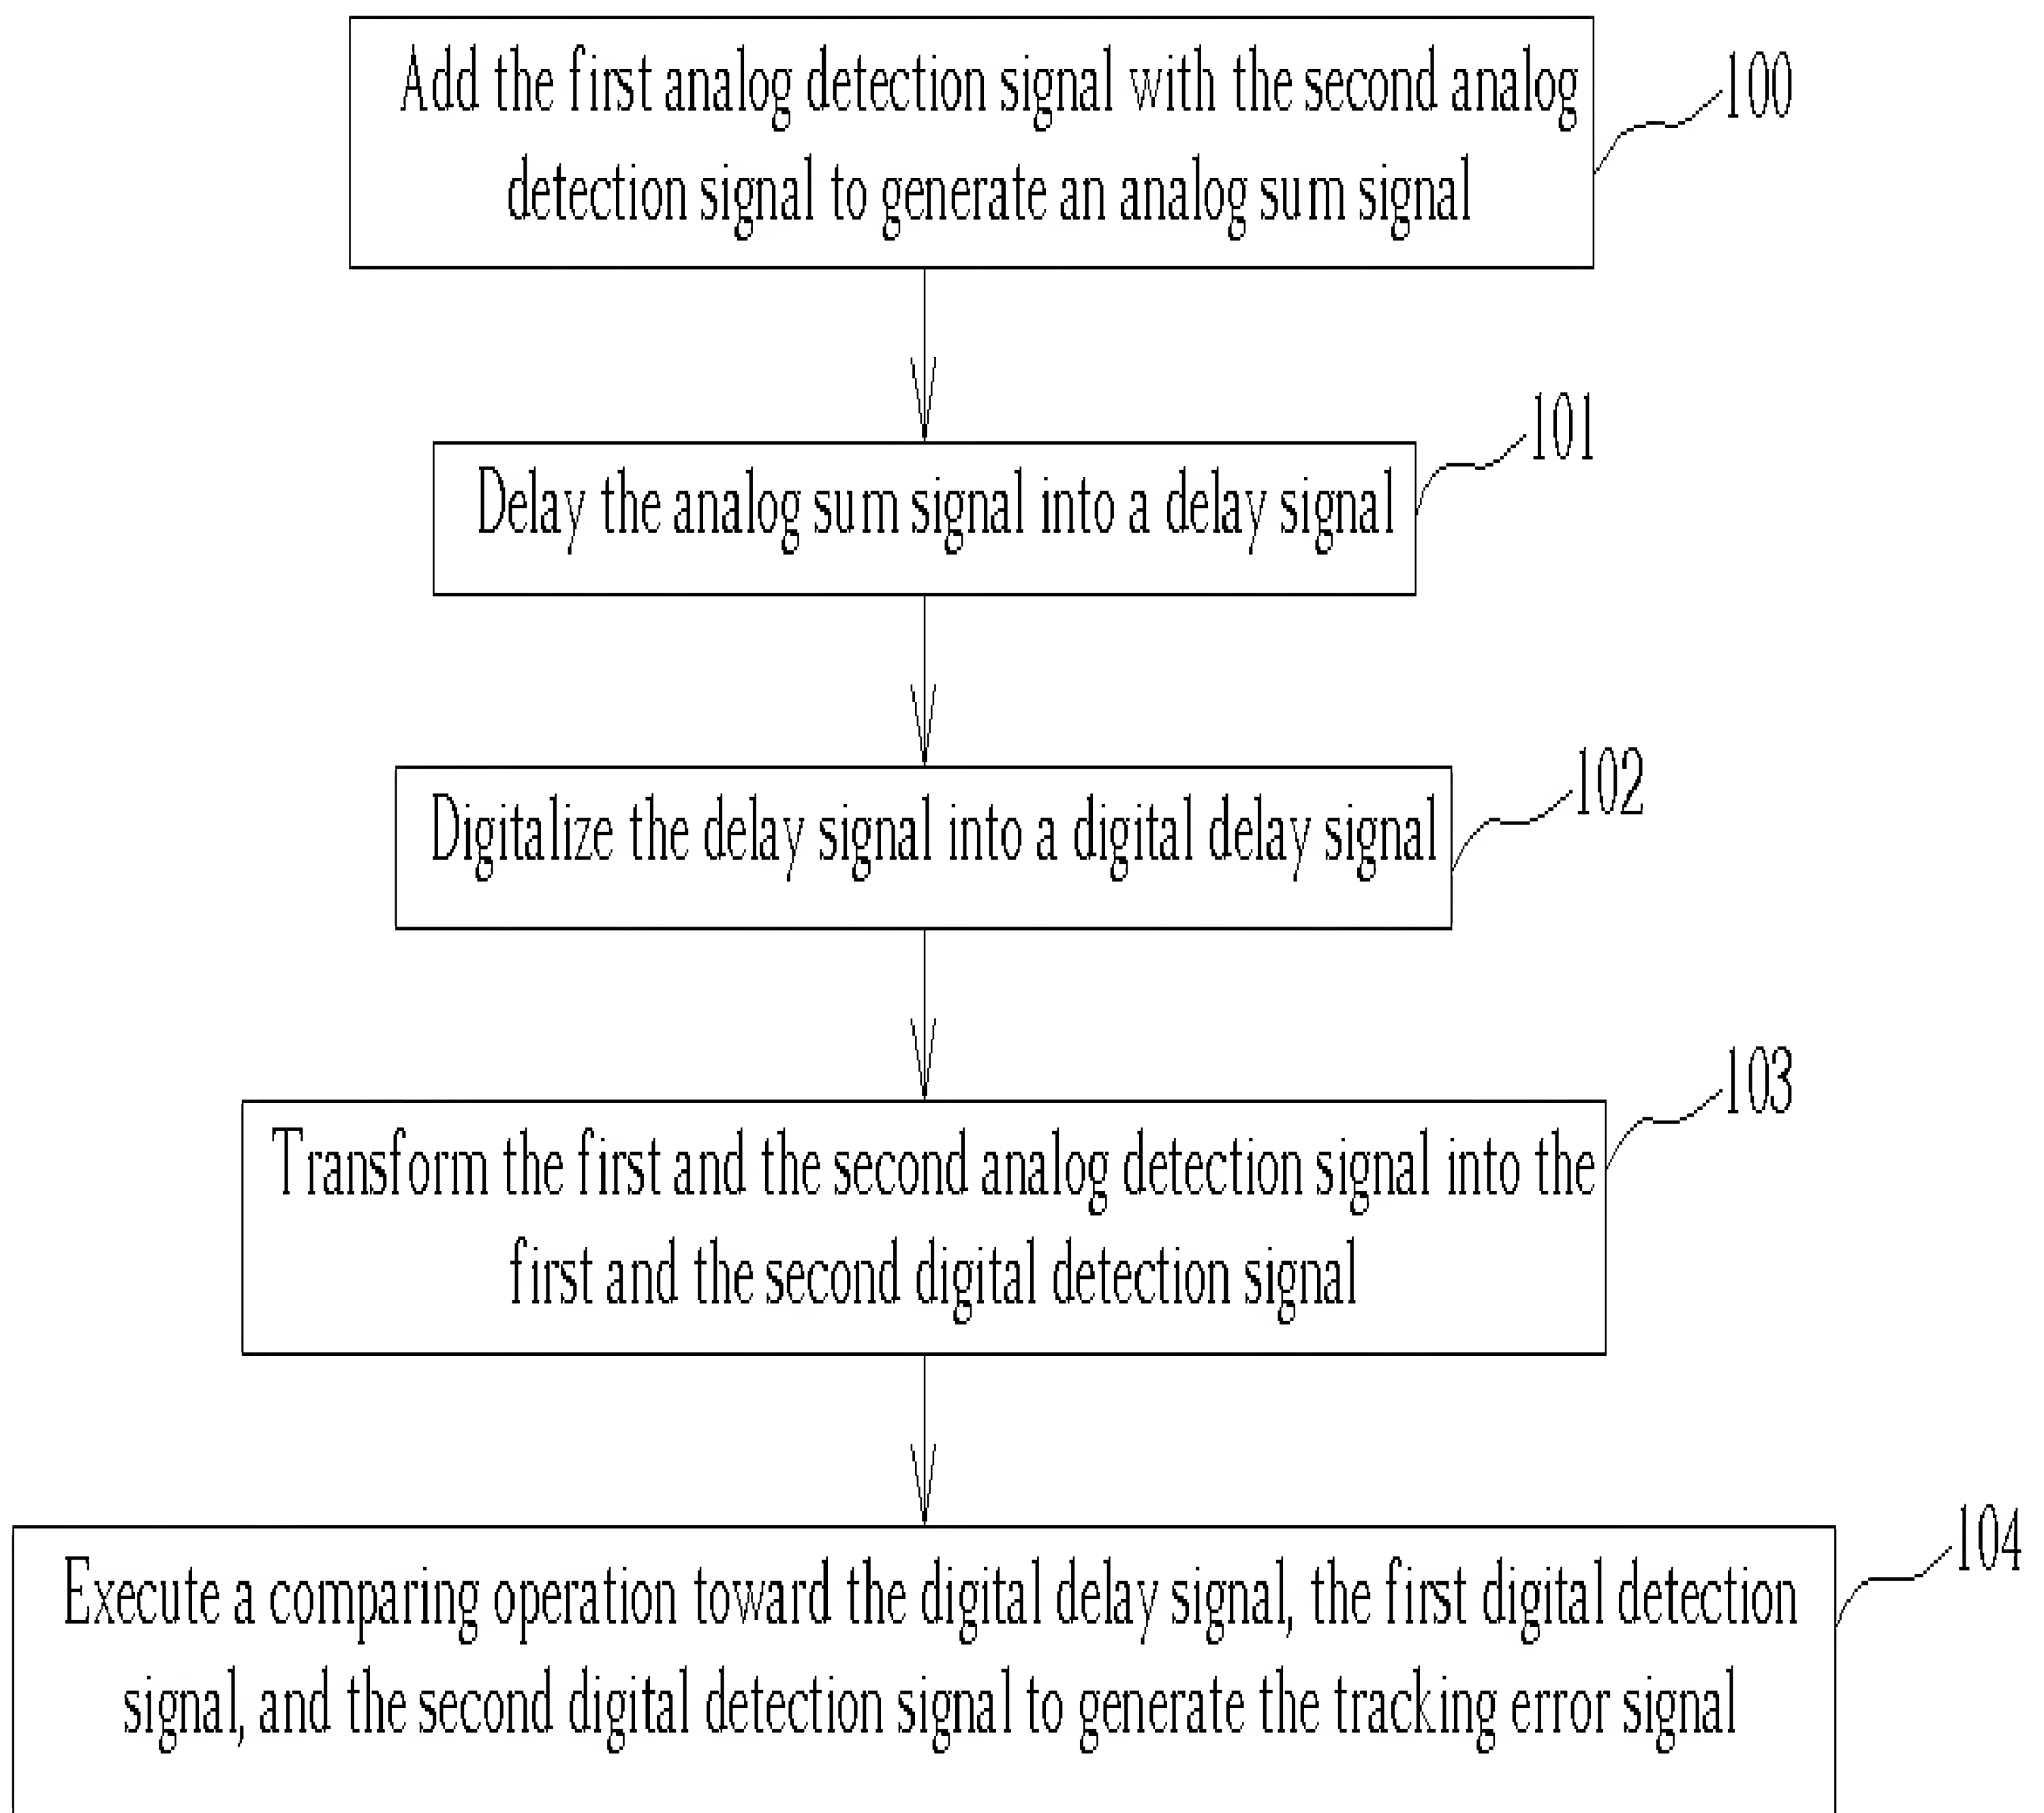 Add the first analog detection signal with the second analog
detection signal to generate an analog sum signal
100
Delay the analog sum signal into a delay signal
101
Digitalize the delay signal into a digital delay signal
102
Transform the first and the second analog detection signal into the
first and the second digital detection signal
103
Execute a comparing operation toward the digital delay signal, the first digital detection
signal, and the second digital detection signal to generate the tracking error signal
104